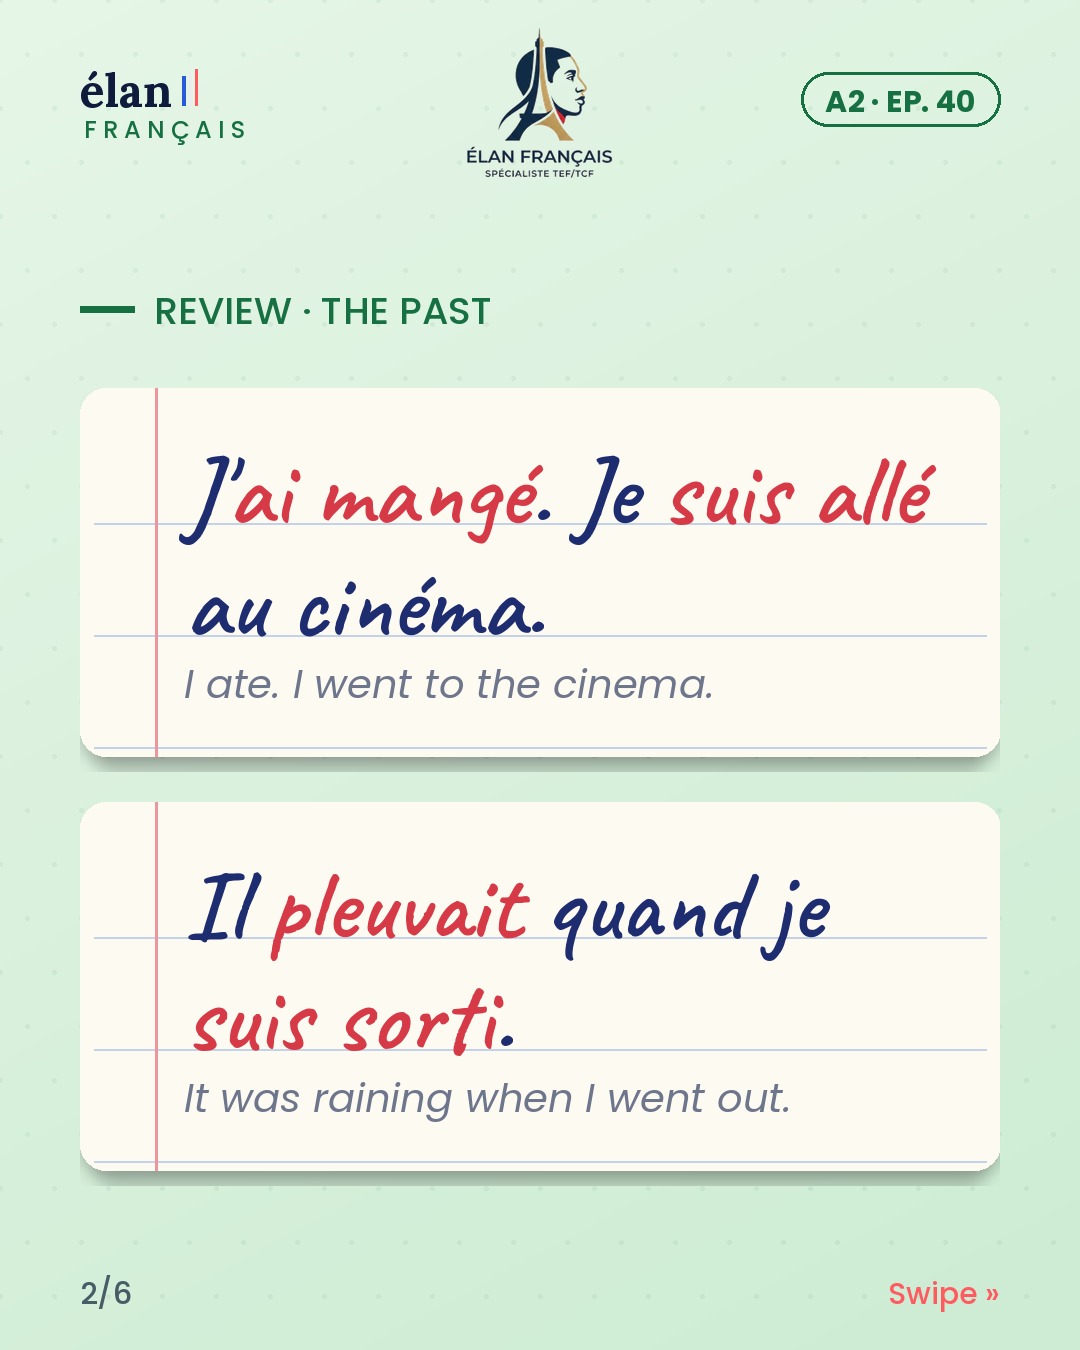 élan
FRANÇAIS
ÉLAN FRANÇAIS
SPÉCIALISTE TEF/TCF
A2 · EP. 40
REVIEW · THE PAST
J'ai mangé. Je suis allé
au cinéma.
I ate. I went to the cinema.
Il pleuvait quand je
suis sorti.
It was raining when I went out.
2/6
Swipe »